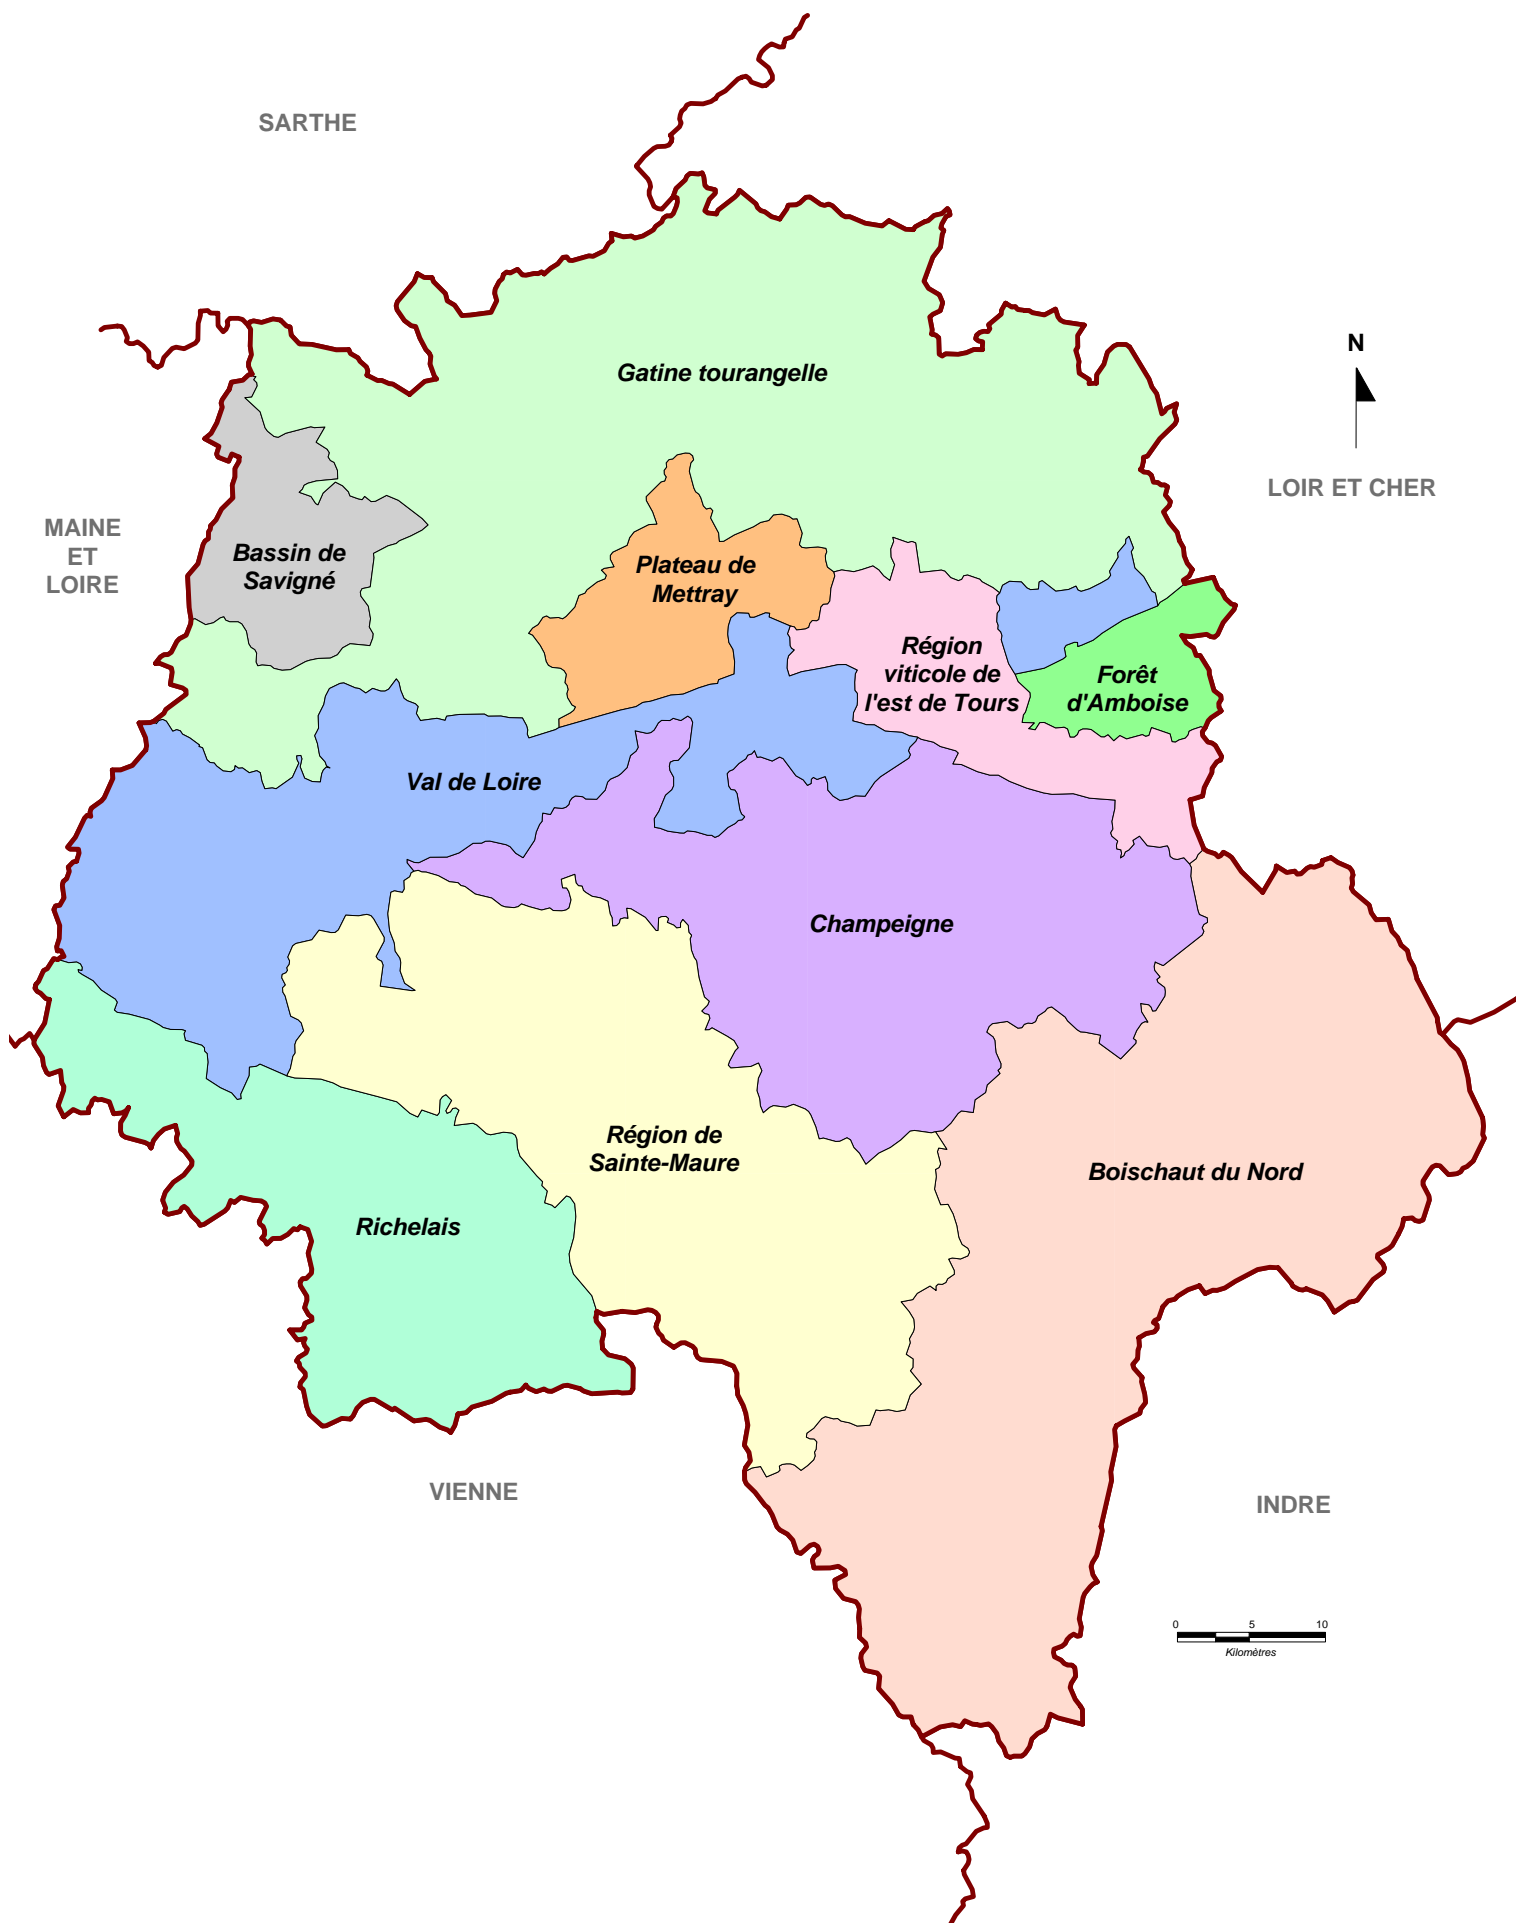 SARTHE
N
Gatine tourangelle
LOIR ET CHER
MAINE
ET
LOIRE
Bassin de
Savigné
Plateau de
Mettray
Région
viticole de
l'est de Tours
Forêt
d'Amboise
Val de Loire
Champeigne
Région de
Sainte-Maure
Boischaut du Nord
Richelais
VIENNE
INDRE
0 5 10
Kilomètres